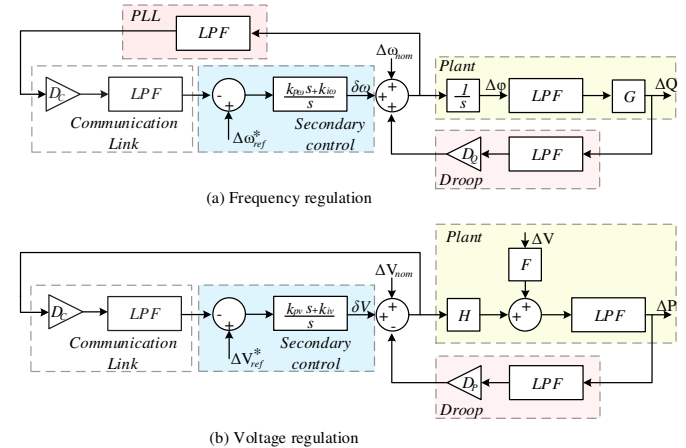 PLL
LPF
Δω_nom
Plant
D_C
LPF
-
+
k_pω s+k_iω
s
δω
+
+
+
1
s
Δφ
LPF
G
ΔQ
Communication
Link
Δω*_ref
Secondary
control
D_Q
LPF
Droop
(a) Frequency regulation
Plant
ΔV
F
ΔV_nom
D_C
LPF
-
+
k_pv s+k_iv
s
δV
+
+
-
H
+
+
LPF
ΔP
Communication
Link
ΔV*_ref
Secondary
control
D_P
LPF
Droop
(b) Voltage regulation